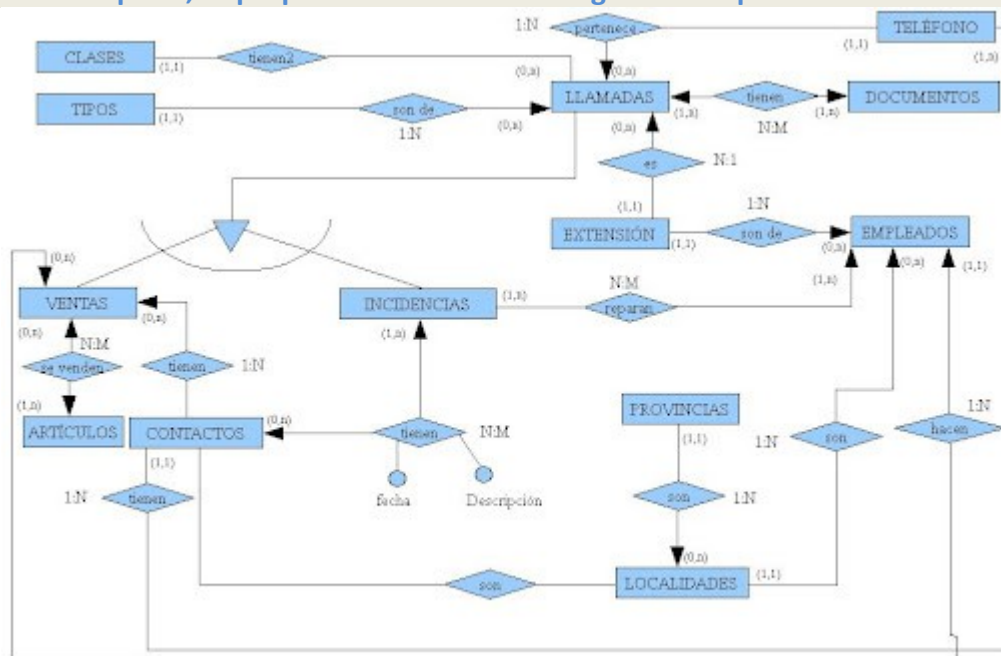 1:N
pertenece
TELÉFONO
(1,1)
(1,n)
CLASES
(1,1)
tienen2
(0,n)
(0,n)
TIPOS
(1,1)
son de
1:N
(0,n)
LLAMADAS
(0,n)
(1,n)
tienen
N:M
(1,n)
DOCUMENTOS
es
N:1
(1,1)
EXTENSIÓN
(1,1)
1:N
son de
(0,n)
EMPLEADOS
(0,n)
(1,1)
(1,n)
(0,n)
VENTAS
(0,n)
(0,n)
INCIDENCIAS
(1,n)
(1,n)
N:M
reparan
N:M
se venden
tienen
1:N
(1,n)
ARTÍCULOS
CONTACTOS
(0,n)
tienen
N:M
fecha
Descripción
PROVINCIAS
(1,1)
1:N
son
1:N
hacen
(1,1)
1:N
tienen
son
1:N
(0,n)
son
LOCALIDADES
(1,1)